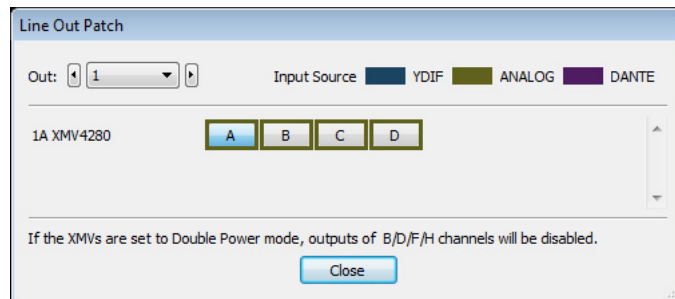 Line Out Patch
Out: 1 Input Source YDIF ANALOG DANTE
1A XMV4280 A B C D
If the XMVs are set to Double Power mode, outputs of B/D/F/H channels will be disabled.
Close